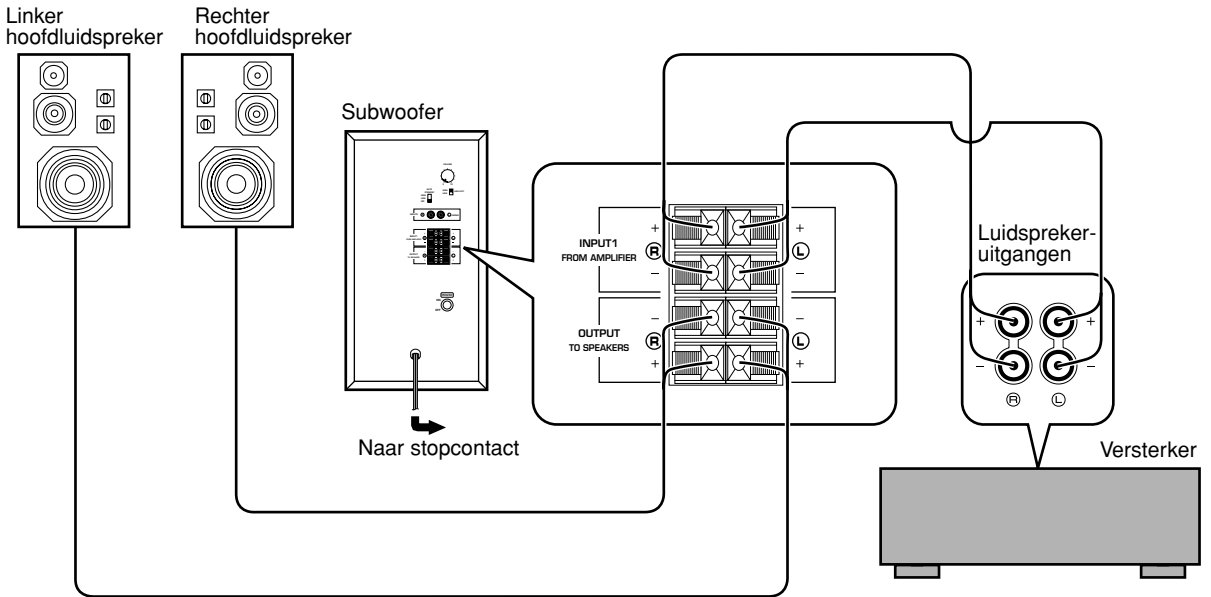 Linker
hoofdluidspreker
Rechter
hoofdluidspreker
Subwoofer
Naar stopcontact
INPUT1
FROM AMPLIFIER
R
+
−
+
−
L
OUTPUT
TO SPEAKERS
R
−
+
−
+
L
Luidspreker-
uitgangen
+
+
−
−
R
L
Versterker